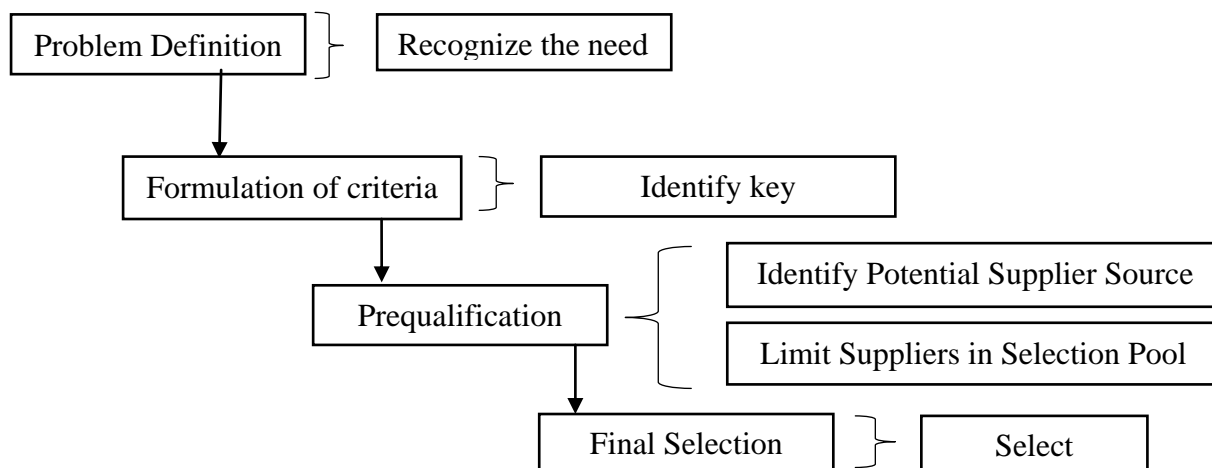 Problem Definition
Recognize the need
Formulation of criteria
Identify key
Prequalification
Identify Potential Supplier Source
Limit Suppliers in Selection Pool
Final Selection
Select